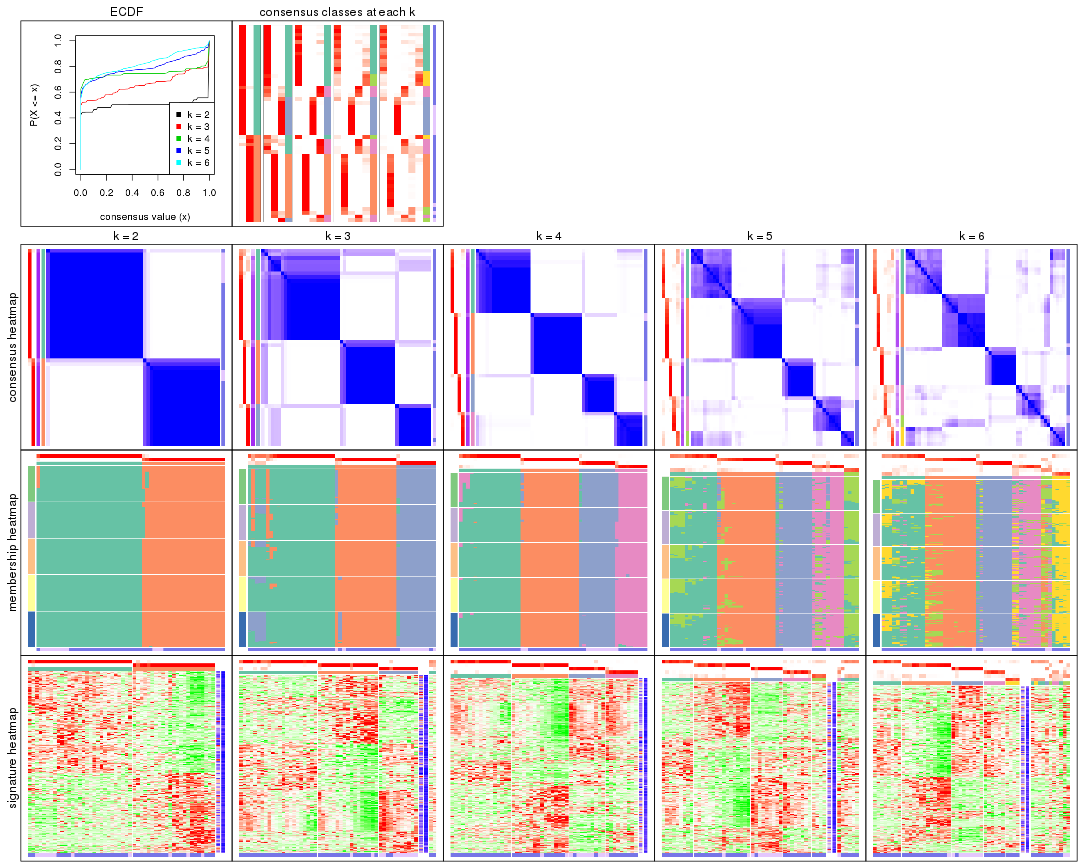 ECDF
consensus classes at each k
P(X <= x)
0.0 0.2 0.4 0.6 0.8 1.0
k = 2
k = 3
k = 4
k = 5
k = 6
0.0 0.2 0.4 0.6 0.8 1.0
consensus value (x)
k = 2
k = 3
k = 4
k = 5
k = 6
consensus heatmap
membership heatmap
signature heatmap